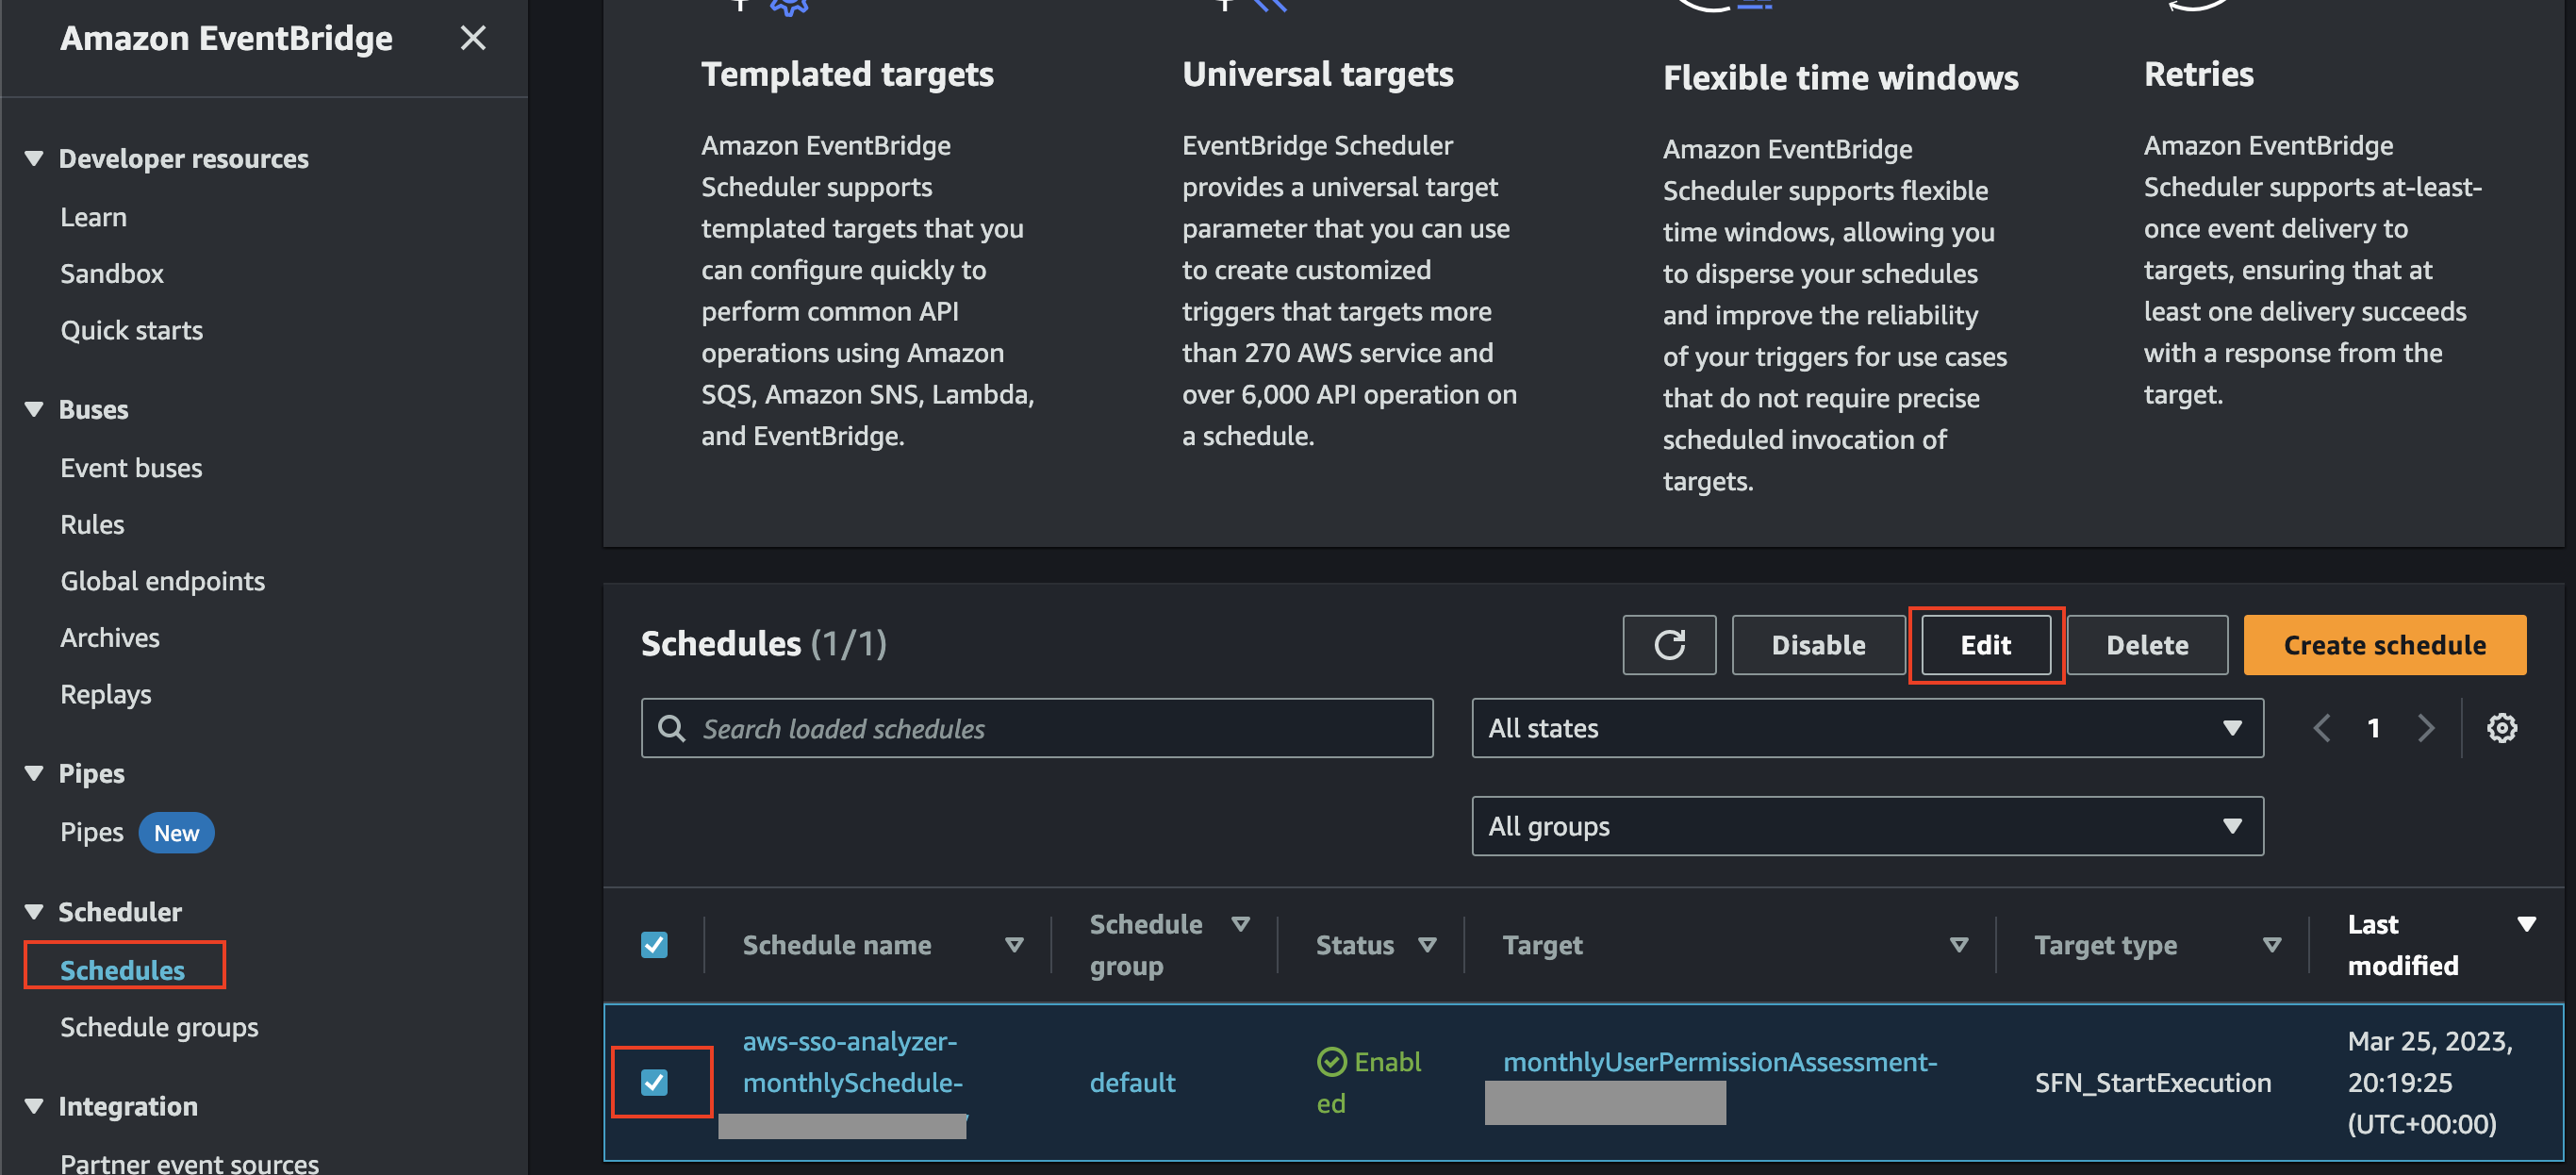 Amazon EventBridge
Developer resources
Learn
Sandbox
Quick starts
Buses
Event buses
Rules
Global endpoints
Archives
Replays
Pipes
Pipes New
Scheduler
Schedules
Schedule groups
Integration
Partner event sources
Templated targets
Amazon EventBridge
Scheduler supports
templated targets that you
can configure quickly to
perform common API
operations using Amazon
SQS, Amazon SNS, Lambda,
and EventBridge.
Universal targets
EventBridge Scheduler
provides a universal target
parameter that you can use
to create customized
triggers that targets more
than 270 AWS service and
over 6,000 API operation on
a schedule.
Flexible time windows
Amazon EventBridge
Scheduler supports flexible
time windows, allowing you
to disperse your schedules
and improve the reliability
of your triggers for use cases
that do not require precise
scheduled invocation of
targets.
Retries
Amazon EventBridge
Scheduler supports at-least-
once event delivery to
targets, ensuring that at
least one delivery succeeds
with a response from the
target.
Schedules (1/1)
Disable
Edit
Delete
Create schedule
Search loaded schedules
All states
1
All groups
Schedule name
Schedule
group
Status
Target
Target type
Last
modified
aws-sso-analyzer-
monthlySchedule-
default
Enabl
ed
monthlyUserPermissionAssessment-
SFN_StartExecution
Mar 25, 2023,
20:19:25
(UTC+00:00)